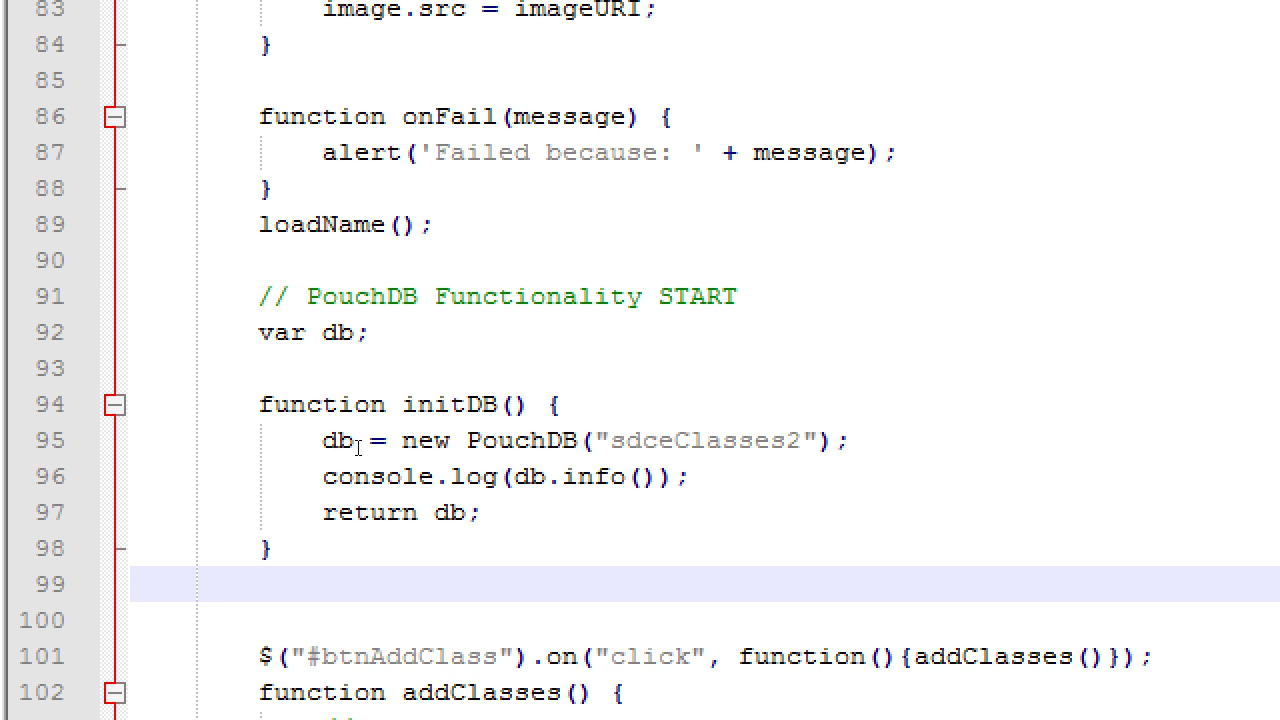 83 image.src = imageURI;
84 }
85
86 function onFail(message) {
87 alert('Failed because: ' + message);
88 }
89 loadName();
90
91 // PouchDB Functionality START
92 var db;
93
94 function initDB() {
95 db = new PouchDB("sdceClasses2");
96 console.log(db.info());
97 return db;
98 }
99
100
101 $("#btnAddClass").on("click", function(){addClasses()});
102 function addClasses() {